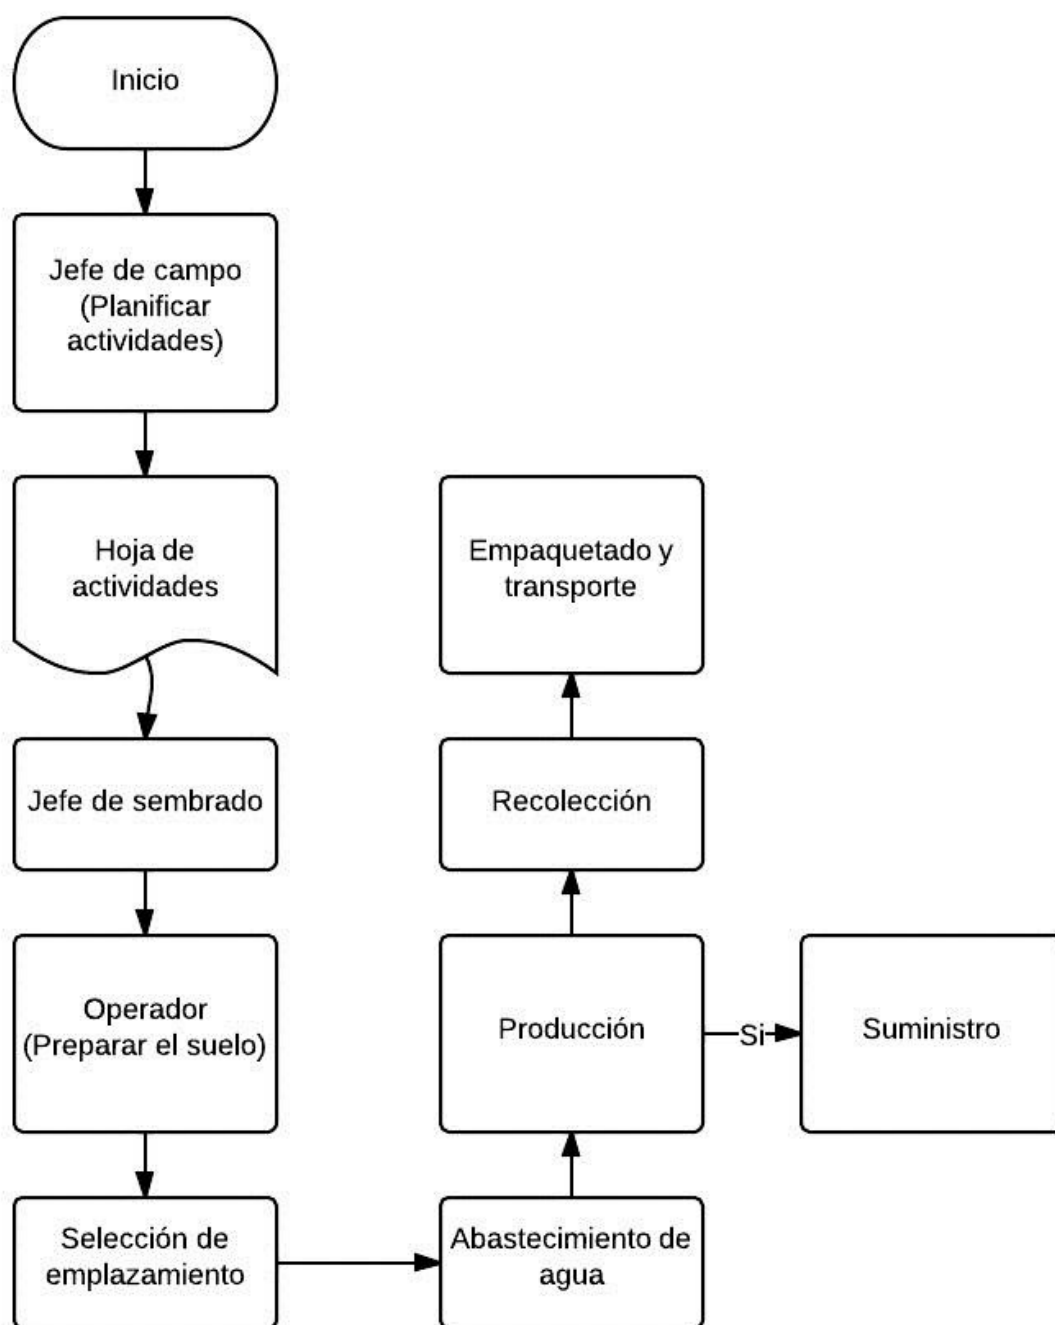 Inicio
Jefe de campo
(Planificar
actividades)
Hoja de
actividades
Jefe de sembrado
Operador
(Preparar el suelo)
Selección de
emplazamiento
Abastecimiento de
agua
Producción
Si
Suministro
Recolección
Empaquetado y
transporte